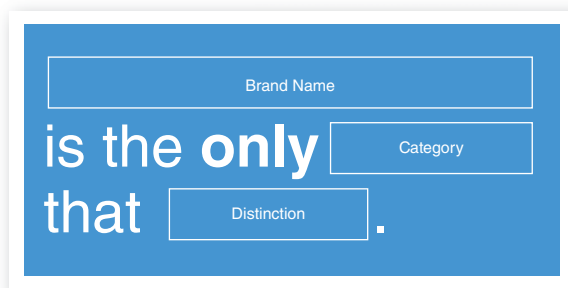 Brand Name
is the only Category
that Distinction.